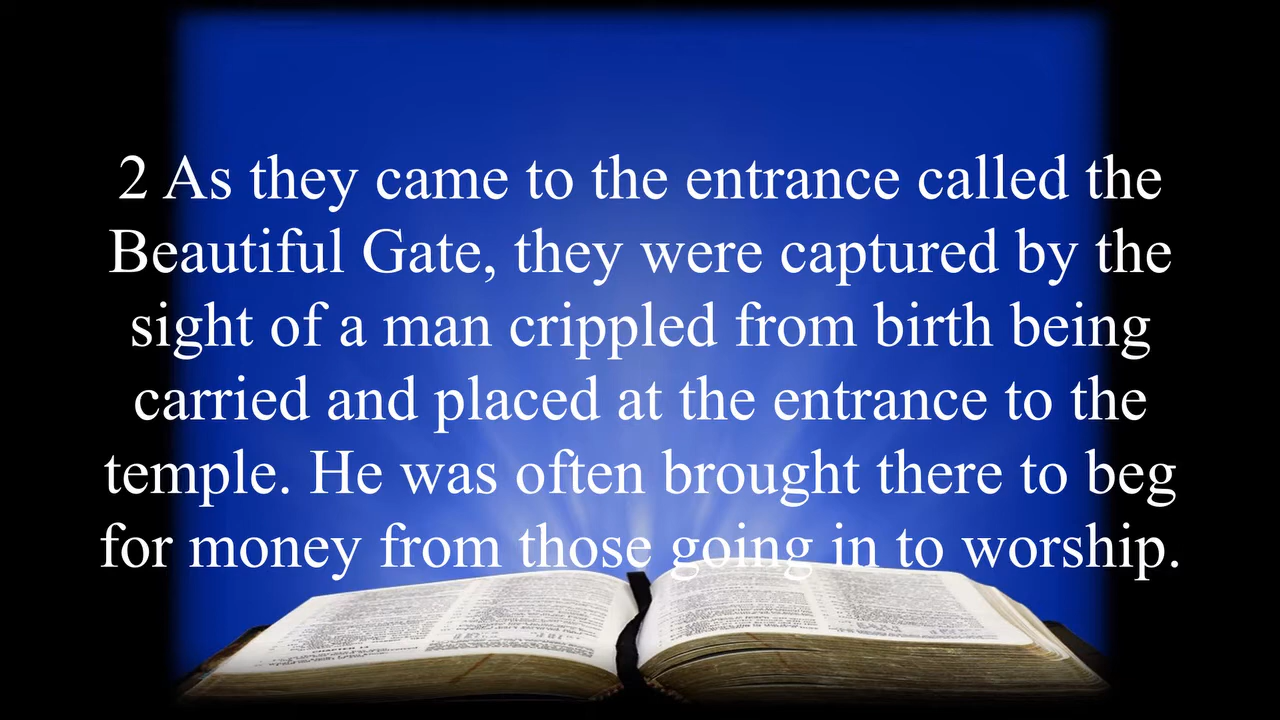 2 As they came to the entrance called the
Beautiful Gate, they were captured by the
sight of a man crippled from birth being
carried and placed at the entrance to the
temple. He was often brought there to beg
for money from those going in to worship.